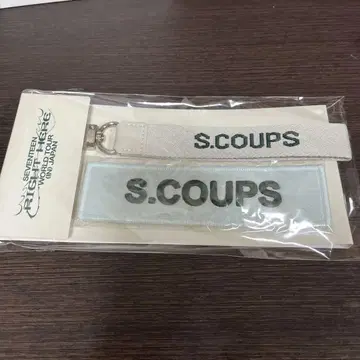 SEVENTEEN
RIGHT HERE
WORLD TOUR
IN JAPAN
S.COUPS
S.COUPS